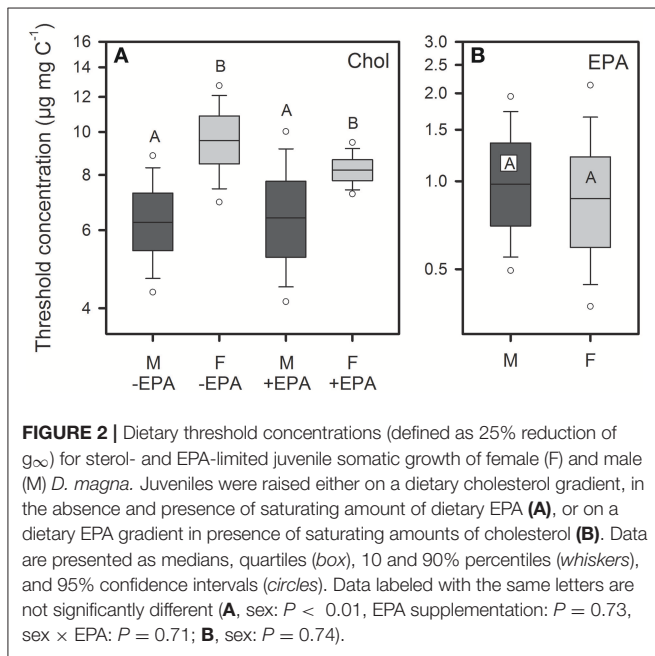 A
Chol
B
EPA
Threshold concentration (µg mg C⁻¹)
16
14
12
10
8
6
4
A
B
A
B
3.0
2.5
2.0
1.5
1.0
0.5
A
A
M
F
M
F
-EPA
-EPA
+EPA
+EPA
M
F
FIGURE 2 | Dietary threshold concentrations (defined as 25% reduction of
g∞) for sterol- and EPA-limited juvenile somatic growth of female (F) and male
(M) D. magna. Juveniles were raised either on a dietary cholesterol gradient, in
the absence and presence of saturating amount of dietary EPA (A), or on a
dietary EPA gradient in presence of saturating amounts of cholesterol (B). Data
are presented as medians, quartiles (box), 10 and 90% percentiles (whiskers),
and 95% confidence intervals (circles). Data labeled with the same letters are
not significantly different (A, sex: P < 0.01, EPA supplementation: P = 0.73,
sex × EPA: P = 0.71; B, sex: P = 0.74).